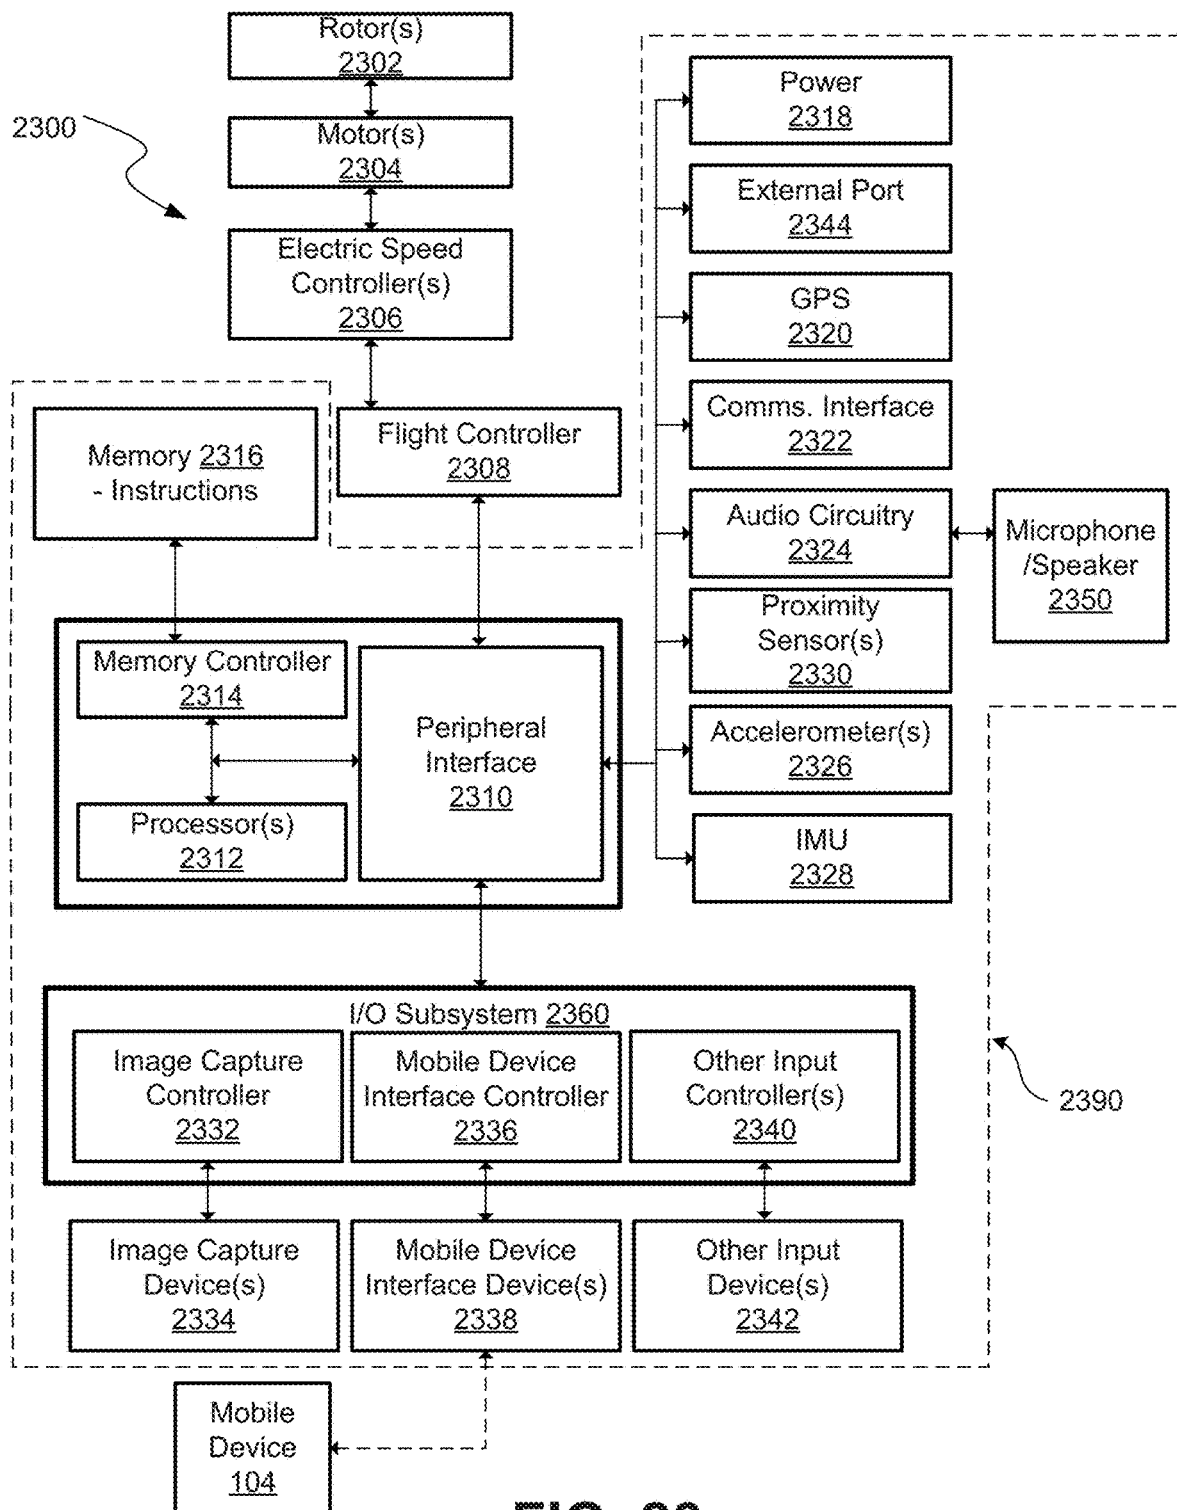 Rotor(s)
2302
2300
Motor(s)
2304
Electric Speed
Controller(s)
2306
Flight Controller
2308
Memory 2316
- Instructions
Power
2318
External Port
2344
GPS
2320
Comms. Interface
2322
Audio Circuitry
2324
Microphone
/Speaker
2350
Proximity
Sensor(s)
2330
Accelerometer(s)
2326
IMU
2328
Memory Controller
2314
Peripheral
Interface
2310
Processor(s)
2312
I/O Subsystem 2360
Image Capture
Controller
2332
Mobile Device
Interface Controller
2336
Other Input
Controller(s)
2340
2390
Image Capture
Device(s)
2334
Mobile Device
Interface Device(s)
2338
Other Input
Device(s)
2342
Mobile
Device
104
FIG.